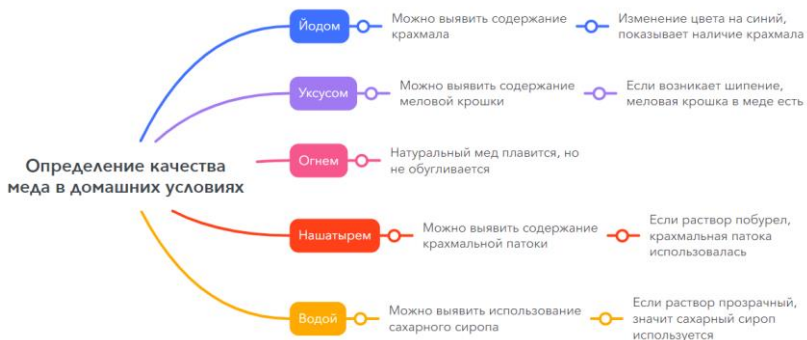 Определение качества
меда в домашних условиях
Йодом
Можно выявить содержание
крахмала
Изменение цвета на синий,
показывает наличие крахмала
Уксусом
Можно выявить содержание
меловой крошки
Если возникает шипение,
меловая крошка в меде есть
Огнем
Натуральный мед плавится, но
не обугливается
Нашатырем
Можно выявить содержание
крахмальной патоки
Если раствор побурел,
крахмальная патока
использовалась
Водой
Можно выявить использование
сахарного сиропа
Если раствор прозрачный,
значит сахарный сироп
используется